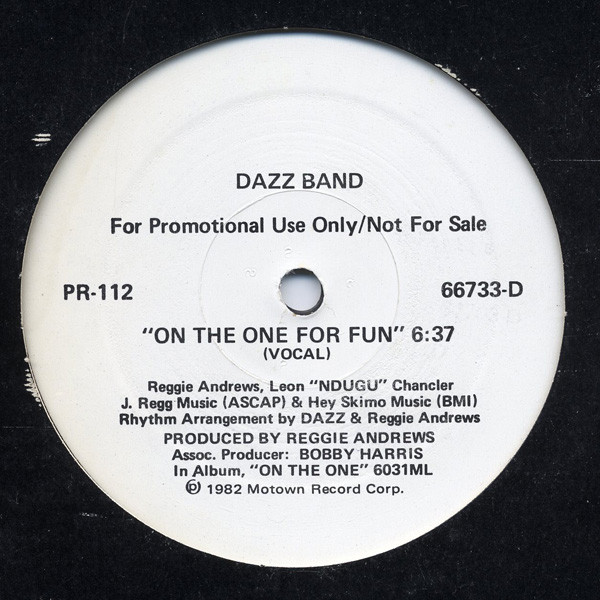 DAZZ BAND
For Promotional Use Only/Not For Sale
PR-112 66733-D
"ON THE ONE FOR FUN" 6:37
(VOCAL)
Reggie Andrews, Leon "NDUGU" Chancler
J. Regg Music (ASCAP) & Hey Skimo Music (BMI)
Rhythm Arrangement by DAZZ & Reggie Andrews
PRODUCED BY REGGIE ANDREWS
Assoc. Producer: BOBBY HARRIS
In Album, "ON THE ONE" 6031ML
℗ 1982 Motown Record Corp.